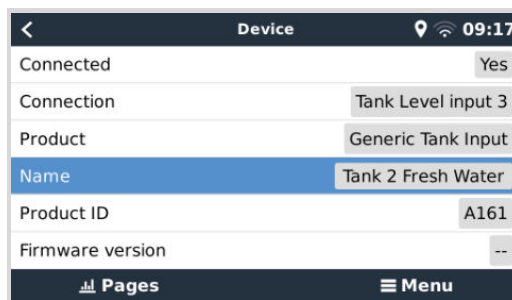 Device 09:17
Connected Yes
Connection Tank Level input 3
Product Generic Tank Input
Name Tank 2 Fresh Water
Product ID A161
Firmware version --
Pages Menu